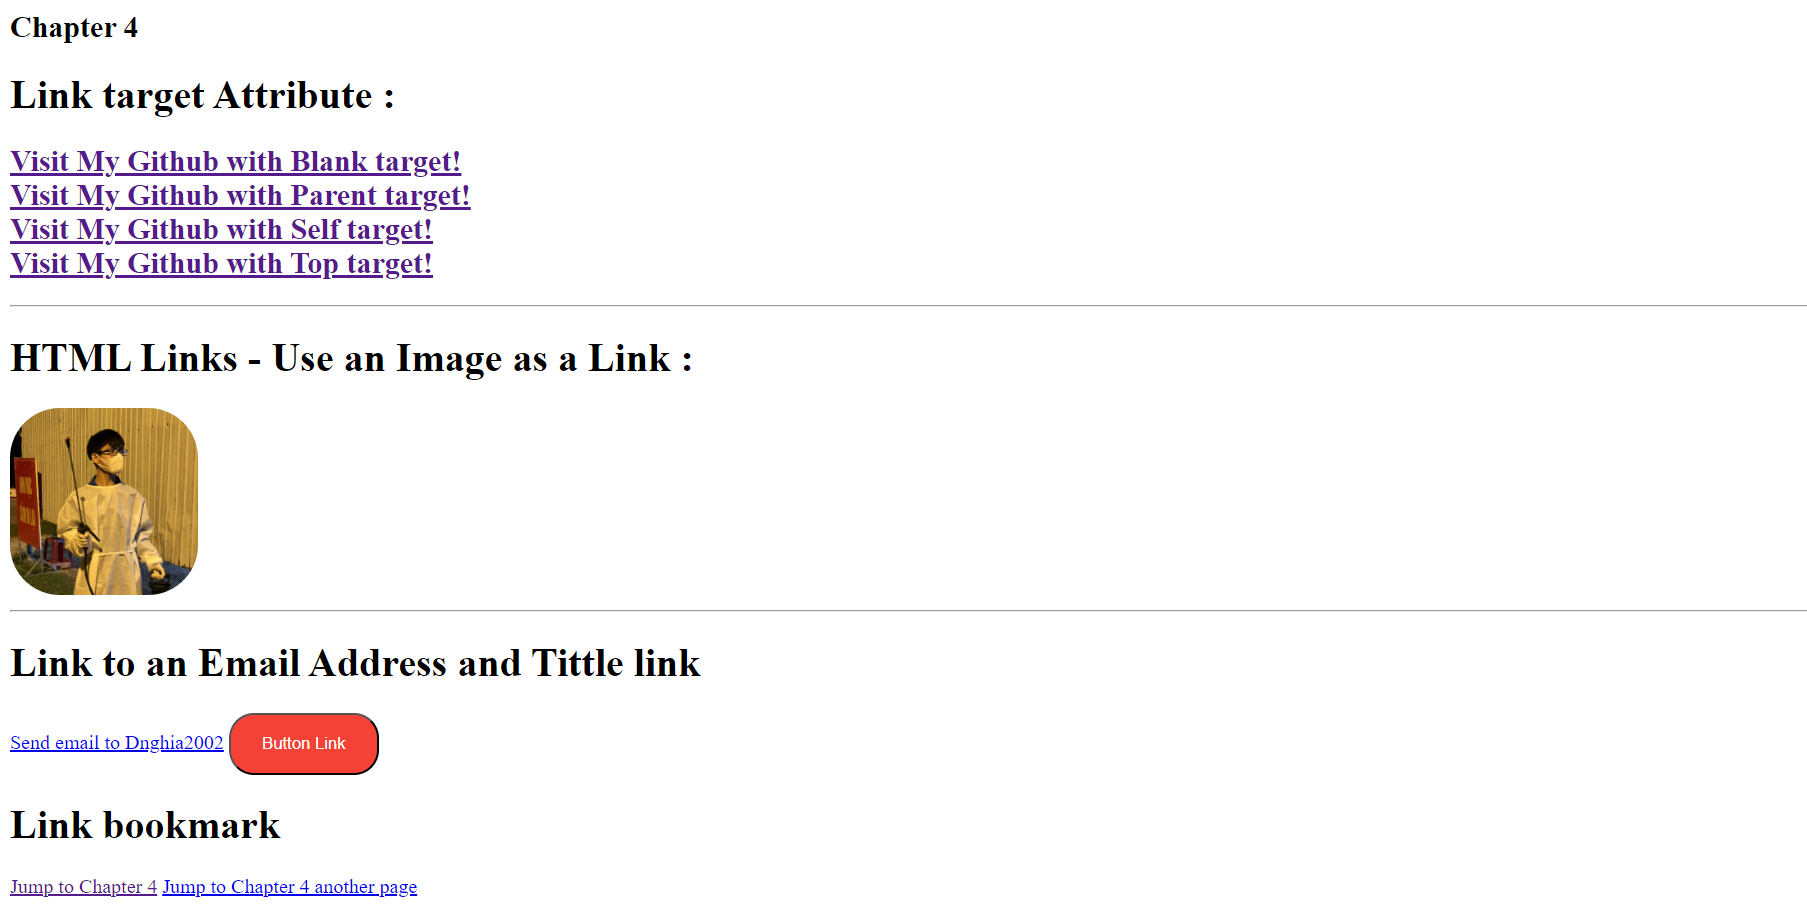 Chapter 4
Link target Attribute :
Visit My Github with Blank target!
Visit My Github with Parent target!
Visit My Github with Self target!
Visit My Github with Top target!
HTML Links - Use an Image as a Link :
Link to an Email Address and Tittle link
Send email to Dnghia2002 Button Link
Link bookmark
Jump to Chapter 4 Jump to Chapter 4 another page